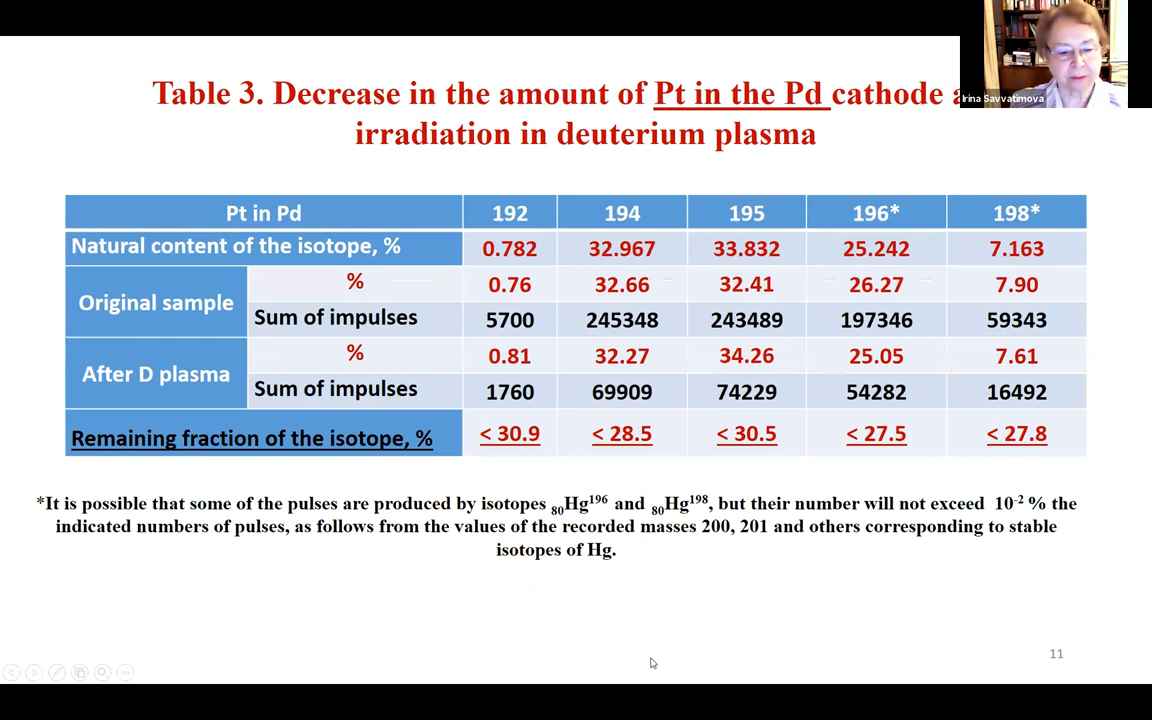 Irina Savvatimova
Table 3. Decrease in the amount of Pt in the Pd cathode
irradiation in deuterium plasma
Pt in Pd 192 194 195 196* 198*
Natural content of the isotope, % 0.782 32.967 33.832 25.242 7.163
Original sample
% 0.76 32.66 32.41 26.27 7.90
Sum of impulses 5700 245348 243489 197346 59343
After D plasma
% 0.81 32.27 34.26 25.05 7.61
Sum of impulses 1760 69909 74229 54282 16492
Remaining fraction of the isotope, % < 30.9 < 28.5 < 30.5 < 27.5 < 27.8
*It is possible that some of the pulses are produced by isotopes ₈₀Hg¹⁹⁶ and ₈₀Hg¹⁹⁸, but their number will not exceed 10⁻² % the
indicated numbers of pulses, as follows from the values of the recorded masses 200, 201 and others corresponding to stable
isotopes of Hg.
11